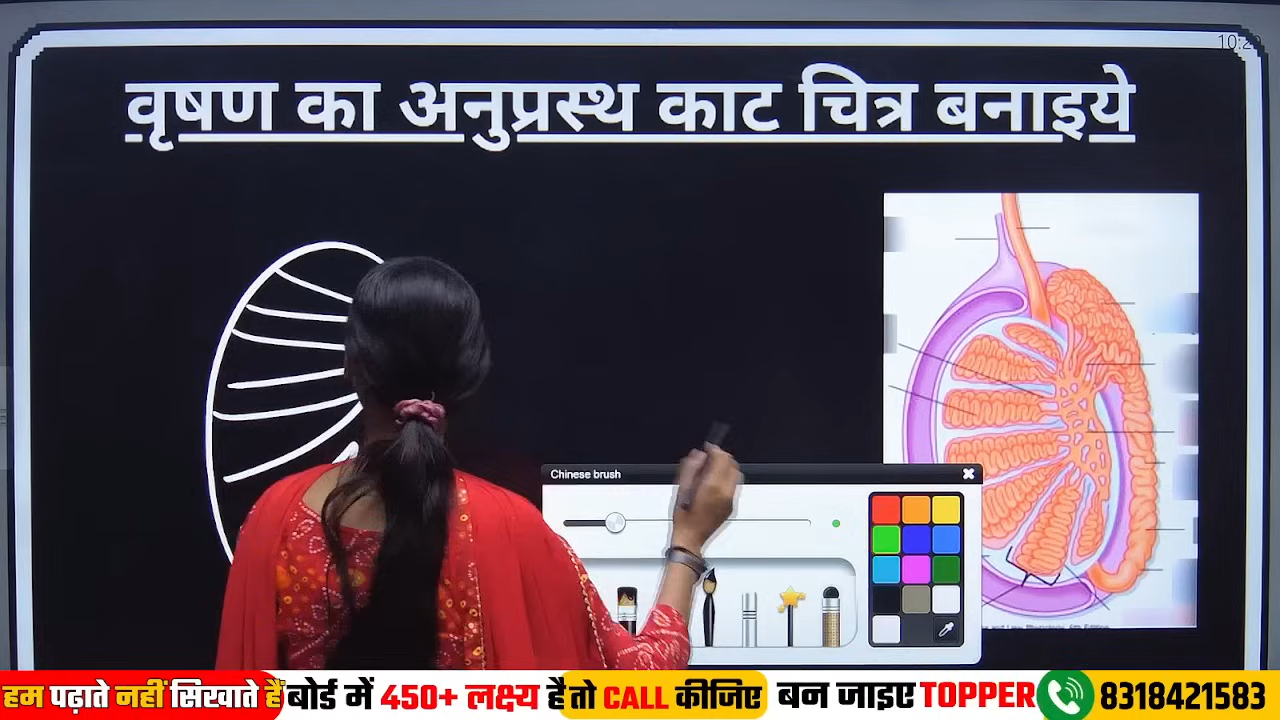 10:2
वृषण का अनुप्रस्थ काट चित्र बनाइये
Chinese brush
हम पढ़ाते नहीं सिखाते हैं बोर्ड में 450+ लक्ष्य है तो CALL कीजिए बन जाइए TOPPER 8318421583